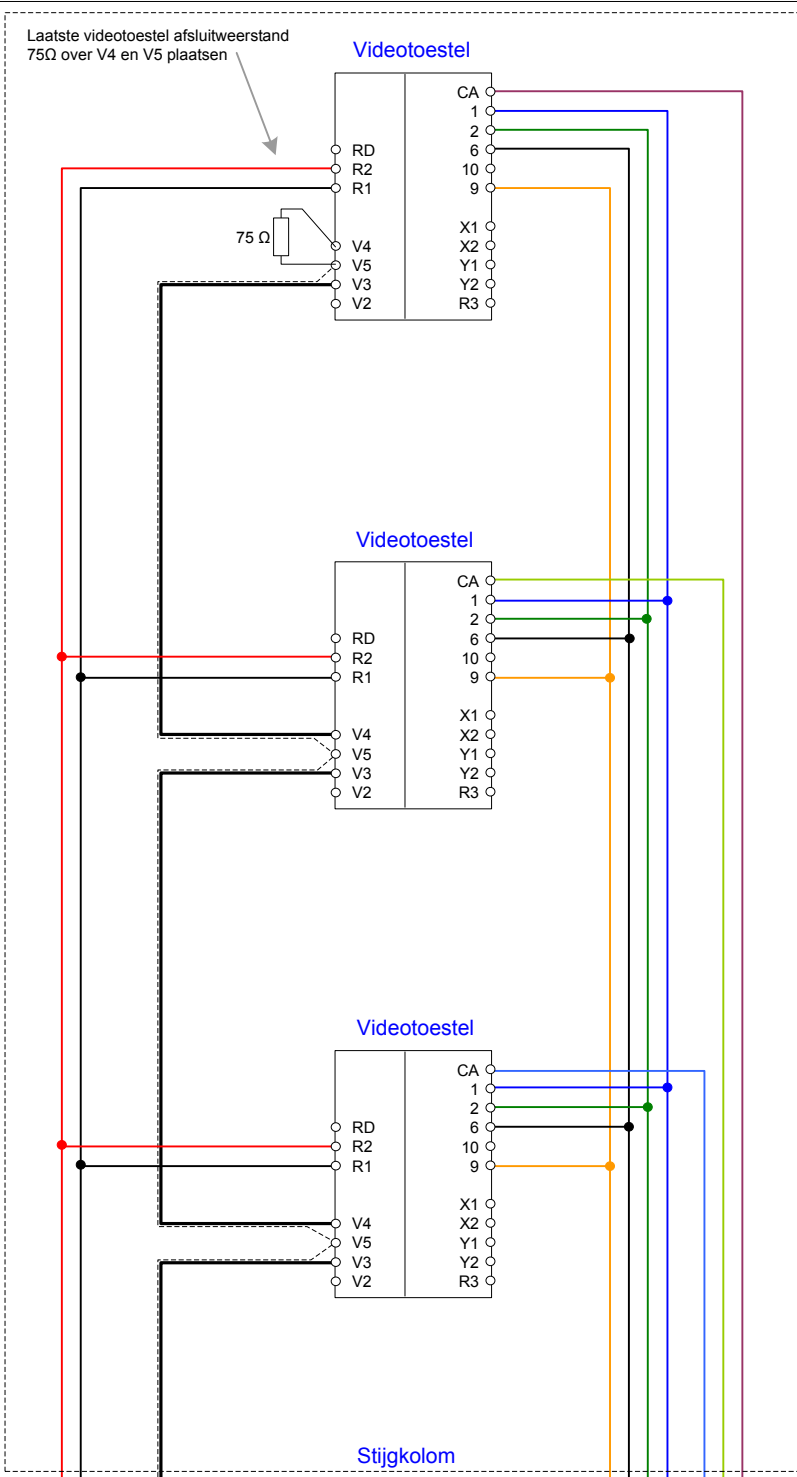 Laatste videotoestel afsluitweerstand
75Ω over V4 en V5 plaatsen
Videotoestel
CA
1
2
RD
6
R2
10
R1
9
X1
75 Ω
V4
X2
V5
Y1
V3
Y2
V2
R3
Videotoestel
CA
1
2
RD
6
R2
10
R1
9
X1
V4
X2
V5
Y1
V3
Y2
V2
R3
Videotoestel
CA
1
2
RD
6
R2
10
R1
9
X1
V4
X2
V5
Y1
V3
Y2
V2
R3
Stijgkolom